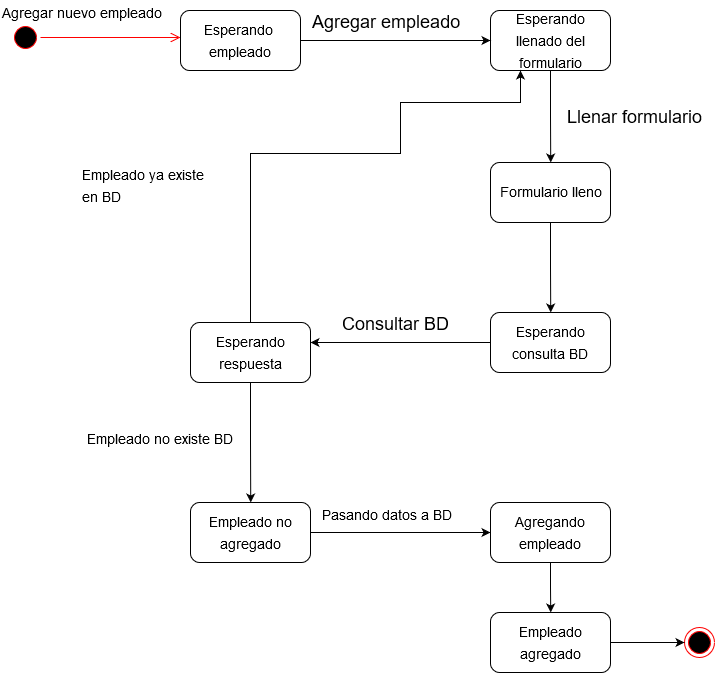 Agregar nuevo empleado
Esperando
empleado
Agregar empleado
Esperando
llenado del
formulario
Llenar formulario
Empleado ya existe
en BD
Formulario lleno
Consultar BD
Esperando
respuesta
Esperando
consulta BD
Empleado no existe BD
Empleado no
agregado
Pasando datos a BD
Agregando
empleado
Empleado
agregado